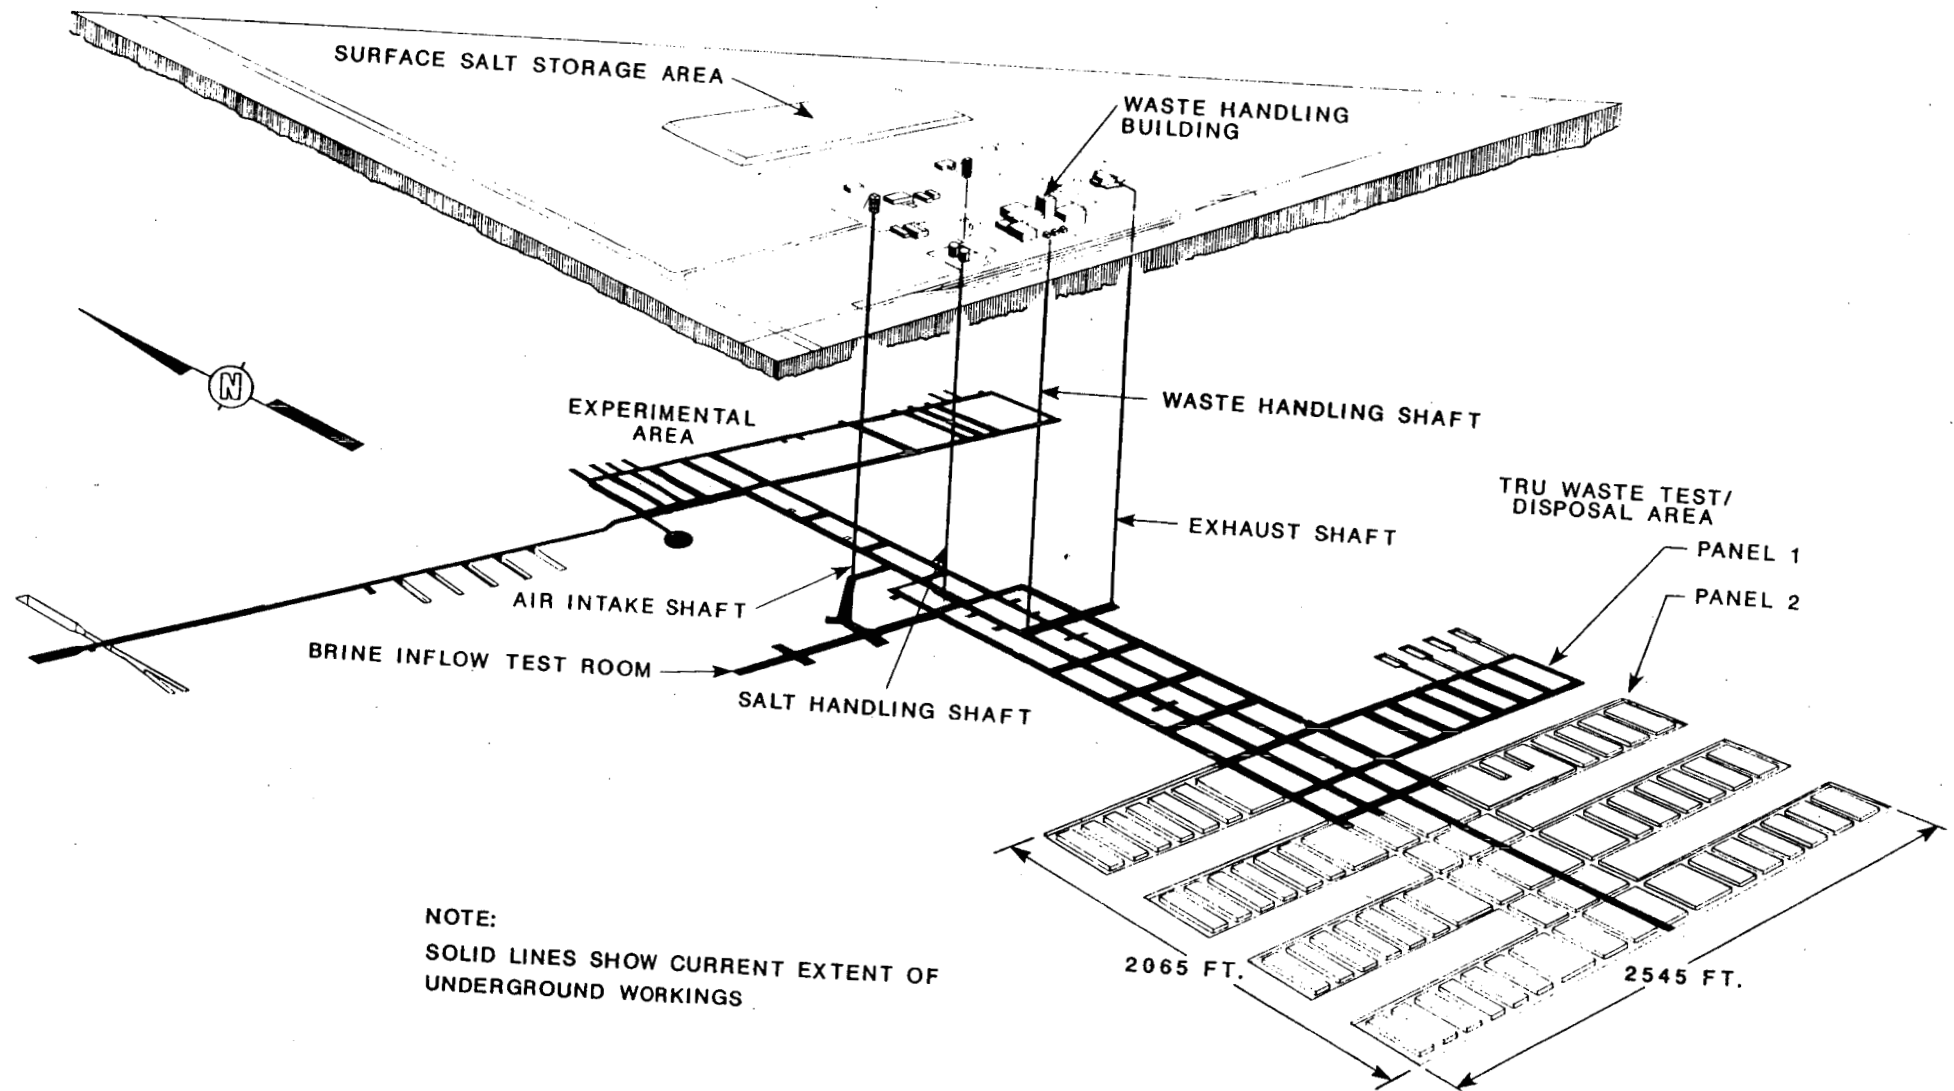 SURFACE SALT STORAGE AREA
WASTE HANDLING
BUILDING
N
EXPERIMENTAL
AREA
WASTE HANDLING SHAFT
TRU WASTE TEST/
DISPOSAL AREA
EXHAUST SHAFT
PANEL 1
PANEL 2
AIR INTAKE SHAFT
BRINE INFLOW TEST ROOM
SALT HANDLING SHAFT
2065 FT.
2545 FT.
NOTE:
SOLID LINES SHOW CURRENT EXTENT OF
UNDERGROUND WORKINGS